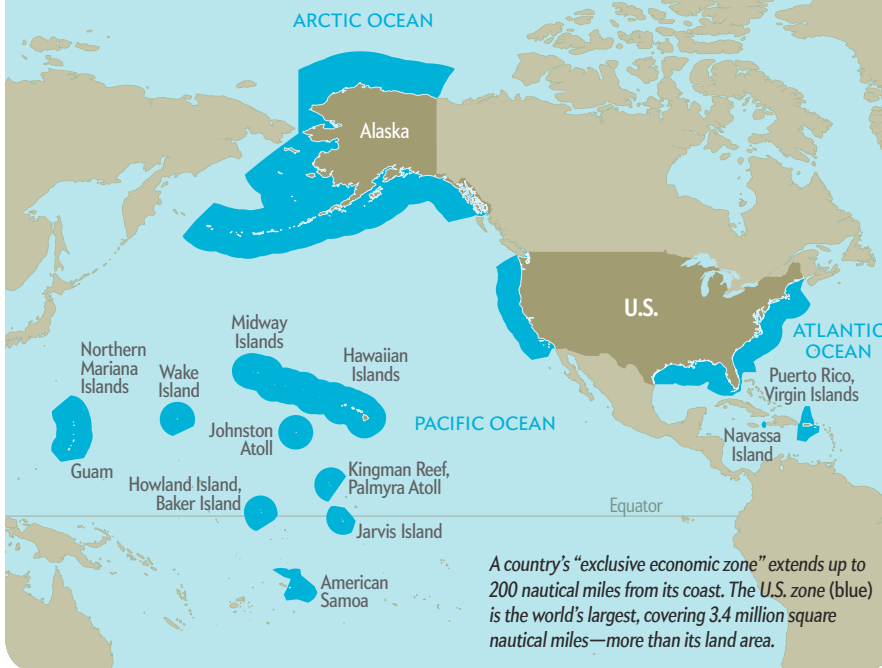 ARCTIC OCEAN
Alaska
U.S.
ATLANTIC
OCEAN
Midway
Islands
Hawaiian
Islands
Northern
Mariana
Islands
Wake
Island
Puerto Rico,
Virgin Islands
PACIFIC OCEAN
Johnston
Atoll
Navassa
Island
Guam
Kingman Reef,
Palmyra Atoll
Howland Island,
Baker Island
Equator
Jarvis Island
American
Samoa
A country's “exclusive economic zone” extends up to
200 nautical miles from its coast. The U.S. zone (blue)
is the world's largest, covering 3.4 million square
nautical miles—more than its land area.